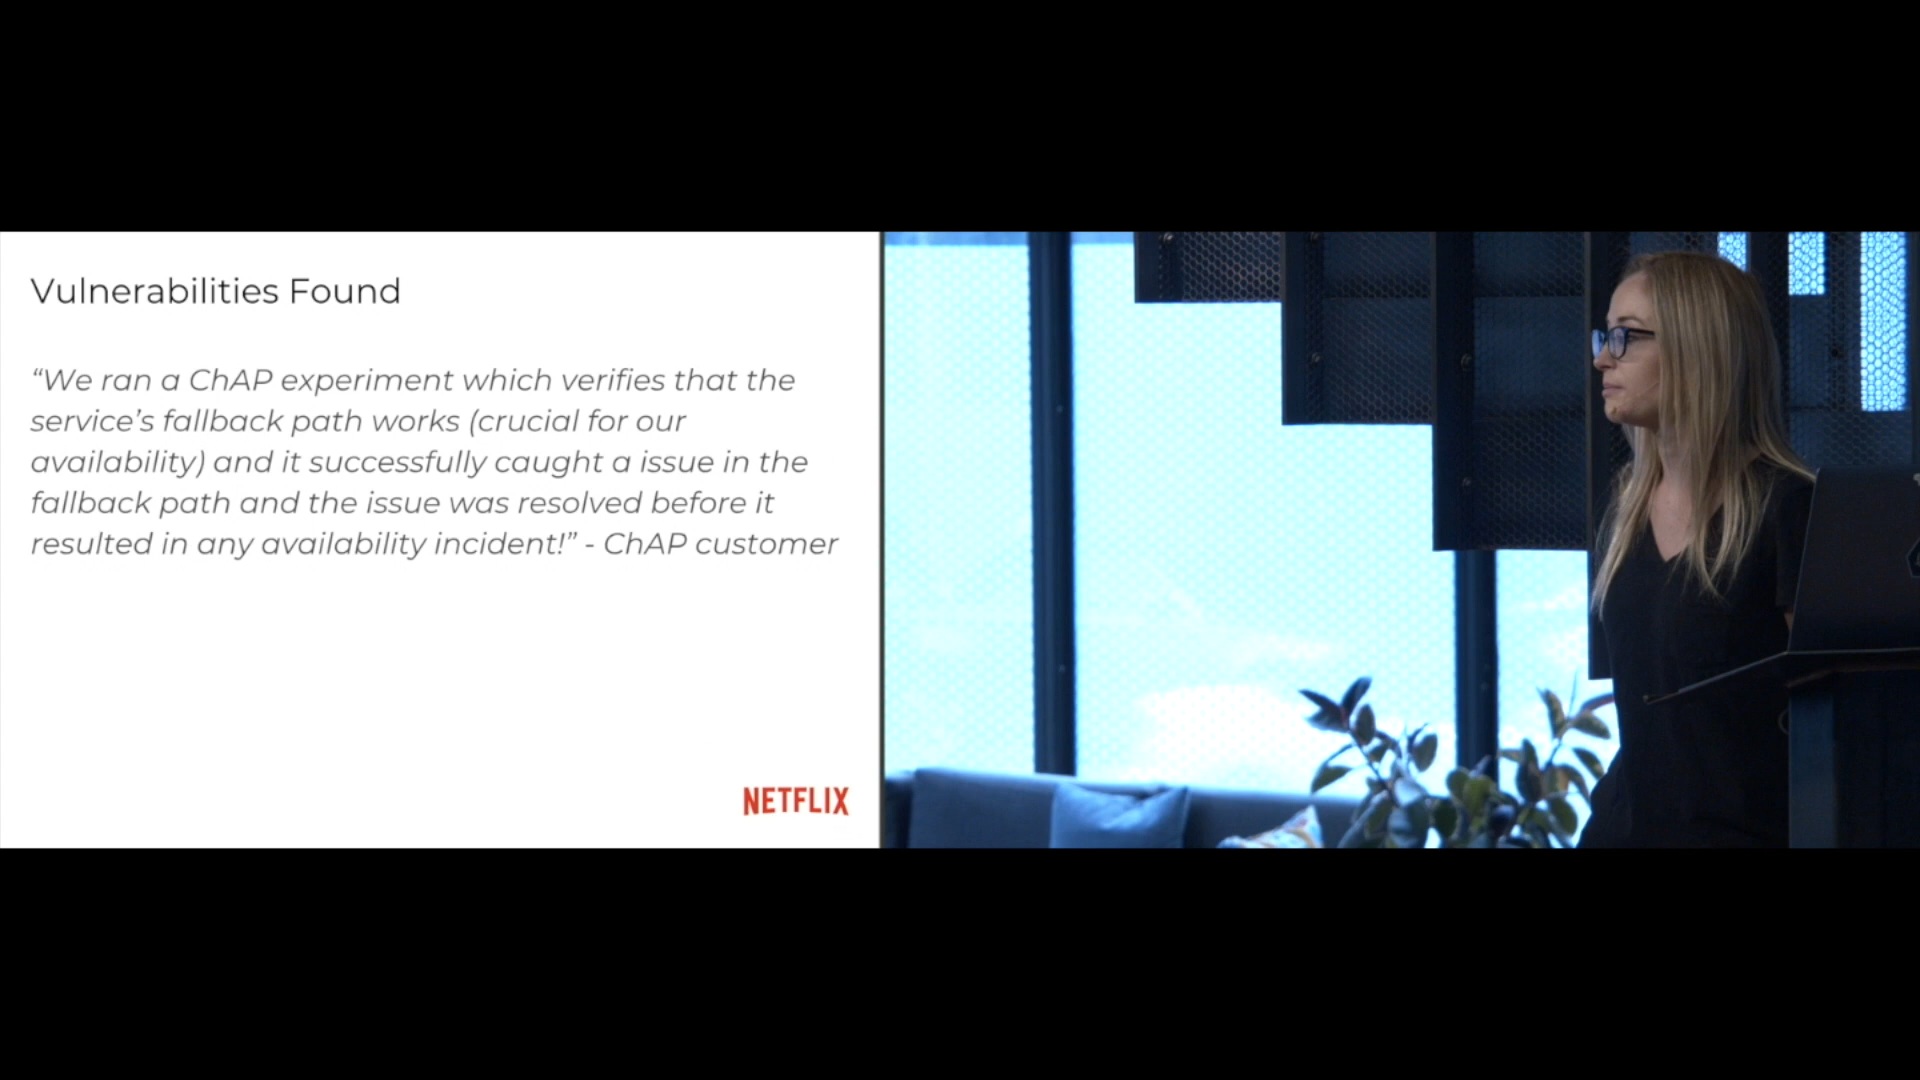 Vulnerabilities Found
“We ran a ChAP experiment which verifies that the
service’s fallback path works (crucial for our
availability) and it successfully caught a issue in the
fallback path and the issue was resolved before it
resulted in any availability incident!” - ChAP customer
NETFLIX